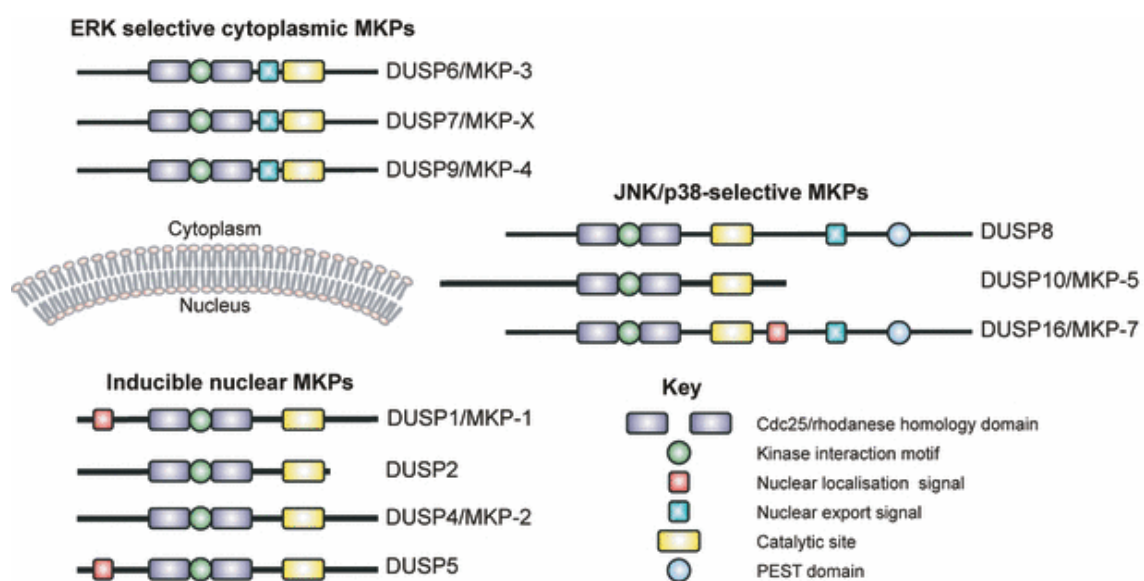 ERK selective cytoplasmic MKPs
DUSP6/MKP-3
DUSP7/MKP-X
DUSP9/MKP-4
Cytoplasm
Nucleus
JNK/p38-selective MKPs
DUSP8
DUSP10/MKP-5
DUSP16/MKP-7
Inducible nuclear MKPs
DUSP1/MKP-1
DUSP2
DUSP4/MKP-2
DUSP5
Key
Cdc25/rhodanese homology domain
Kinase interaction motif
Nuclear localisation signal
Nuclear export signal
Catalytic site
PEST domain